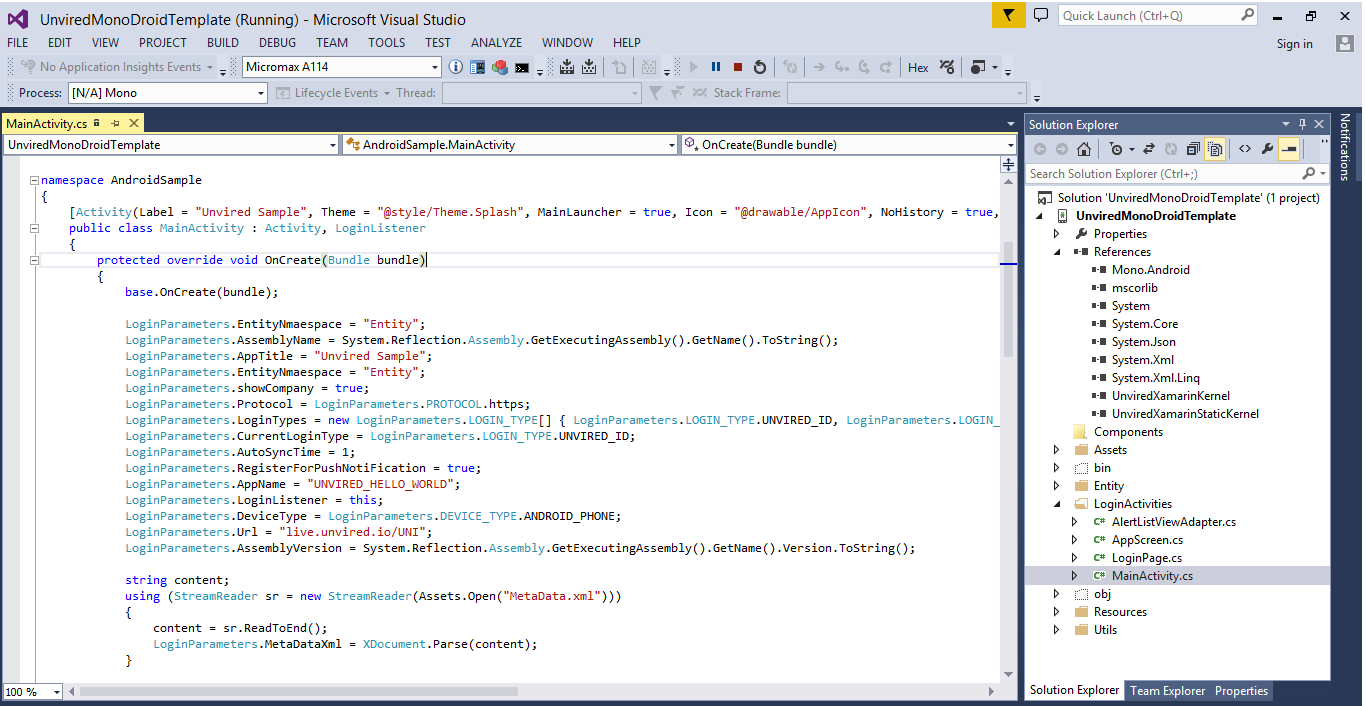 UnviredMonoDroidTemplate (Running) - Microsoft Visual Studio
Quick Launch (Ctrl+Q)
FILE EDIT VIEW PROJECT BUILD DEBUG TEAM TOOLS TEST ANALYZE WINDOW HELP
Sign in
No Application Insights Events
Micromax A114
Hex
Process: [N/A] Mono
Lifecycle Events
Thread:
Stack Frame:
MainActivity.cs
UnviredMonoDroidTemplate
AndroidSample.MainActivity
OnCreate(Bundle bundle)
namespace AndroidSample
{
[Activity(Label = "Unvired Sample", Theme = "@style/Theme.Splash", MainLauncher = true, Icon = "@drawable/AppIcon", NoHistory = true,
public class MainActivity : Activity, LoginListener
{
protected override void OnCreate(Bundle bundle)
{
base.OnCreate(bundle);
LoginParameters.EntityNmaespace = "Entity";
LoginParameters.AssemblyName = System.Reflection.Assembly.GetExecutingAssembly().GetName().ToString();
LoginParameters.AppTitle = "Unvired Sample";
LoginParameters.EntityNmaespace = "Entity";
LoginParameters.showCompany = true;
LoginParameters.Protocol = LoginParameters.PROTOCOL.https;
LoginParameters.LoginTypes = new LoginParameters.LOGIN_TYPE[] { LoginParameters.LOGIN_TYPE.UNVIRED_ID, LoginParameters.LOGIN_
LoginParameters.CurrentLoginType = LoginParameters.LOGIN_TYPE.UNVIRED_ID;
LoginParameters.AutoSyncTime = 1;
LoginParameters.RegisterForPushNotiFication = true;
LoginParameters.AppName = "UNVIRED_HELLO_WORLD";
LoginParameters.LoginListener = this;
LoginParameters.DeviceType = LoginParameters.DEVICE_TYPE.ANDROID_PHONE;
LoginParameters.Url = "live.unvired.io/UNI";
LoginParameters.AssemblyVersion = System.Reflection.Assembly.GetExecutingAssembly().GetName().Version.ToString();
string content;
using (StreamReader sr = new StreamReader(Assets.Open("MetaData.xml")))
{
content = sr.ReadToEnd();
LoginParameters.MetaDataXml = XDocument.Parse(content);
}
100 %
Solution Explorer
Search Solution Explorer (Ctrl+;)
Solution 'UnviredMonoDroidTemplate' (1 project)
UnviredMonoDroidTemplate
Properties
References
Mono.Android
mscorlib
System
System.Core
System.Json
System.Xml
System.Xml.Linq
UnviredXamarinKernel
UnviredXamarinStaticKernel
Components
Assets
bin
Entity
LoginActivities
C# AlertListViewAdapter.cs
C# AppScreen.cs
C# LoginPage.cs
C# MainActivity.cs
obj
Resources
Utils
Solution Explorer Team Explorer Properties
Notifications